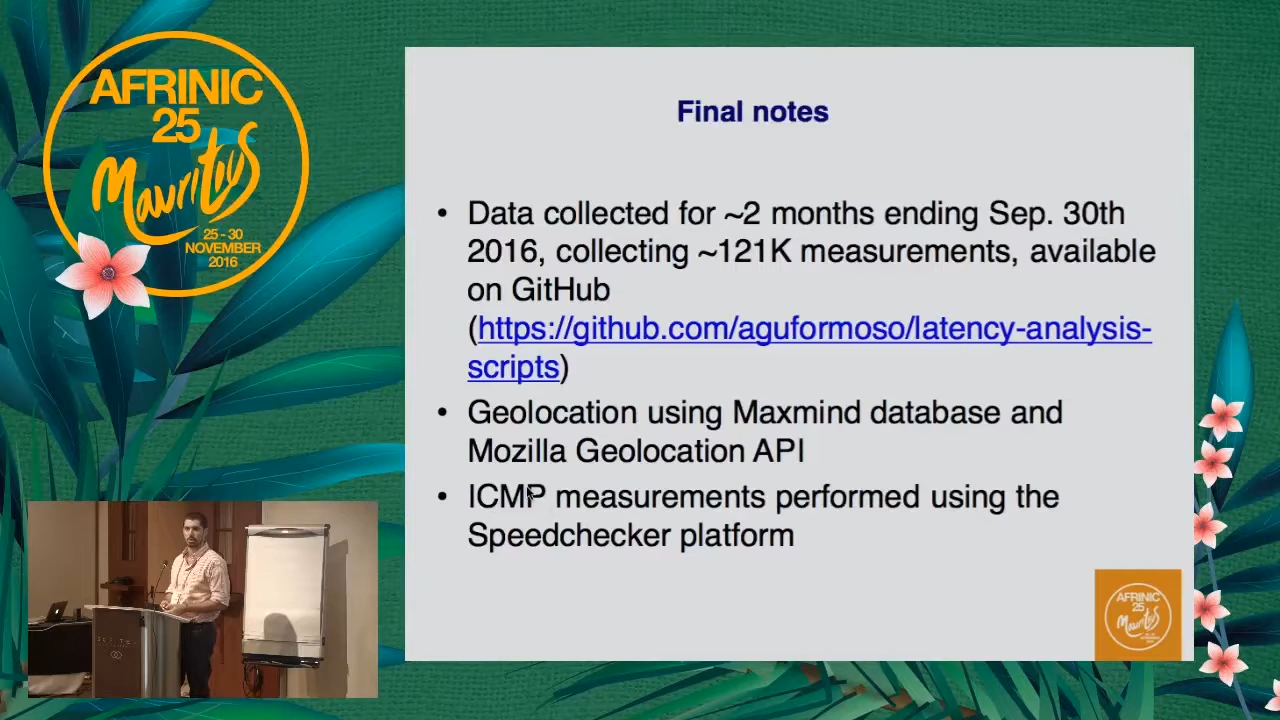 AFRINIC
25
Mauritius
25 - 30
NOVEMBER
2016
Final notes
• Data collected for ~2 months ending Sep. 30th
2016, collecting ~121K measurements, available
on GitHub
(https://github.com/aguformoso/latency-analysis-
scripts)
• Geolocation using Maxmind database and
Mozilla Geolocation API
• ICMP measurements performed using the
Speedchecker platform
AFRINIC
25
Mauritius